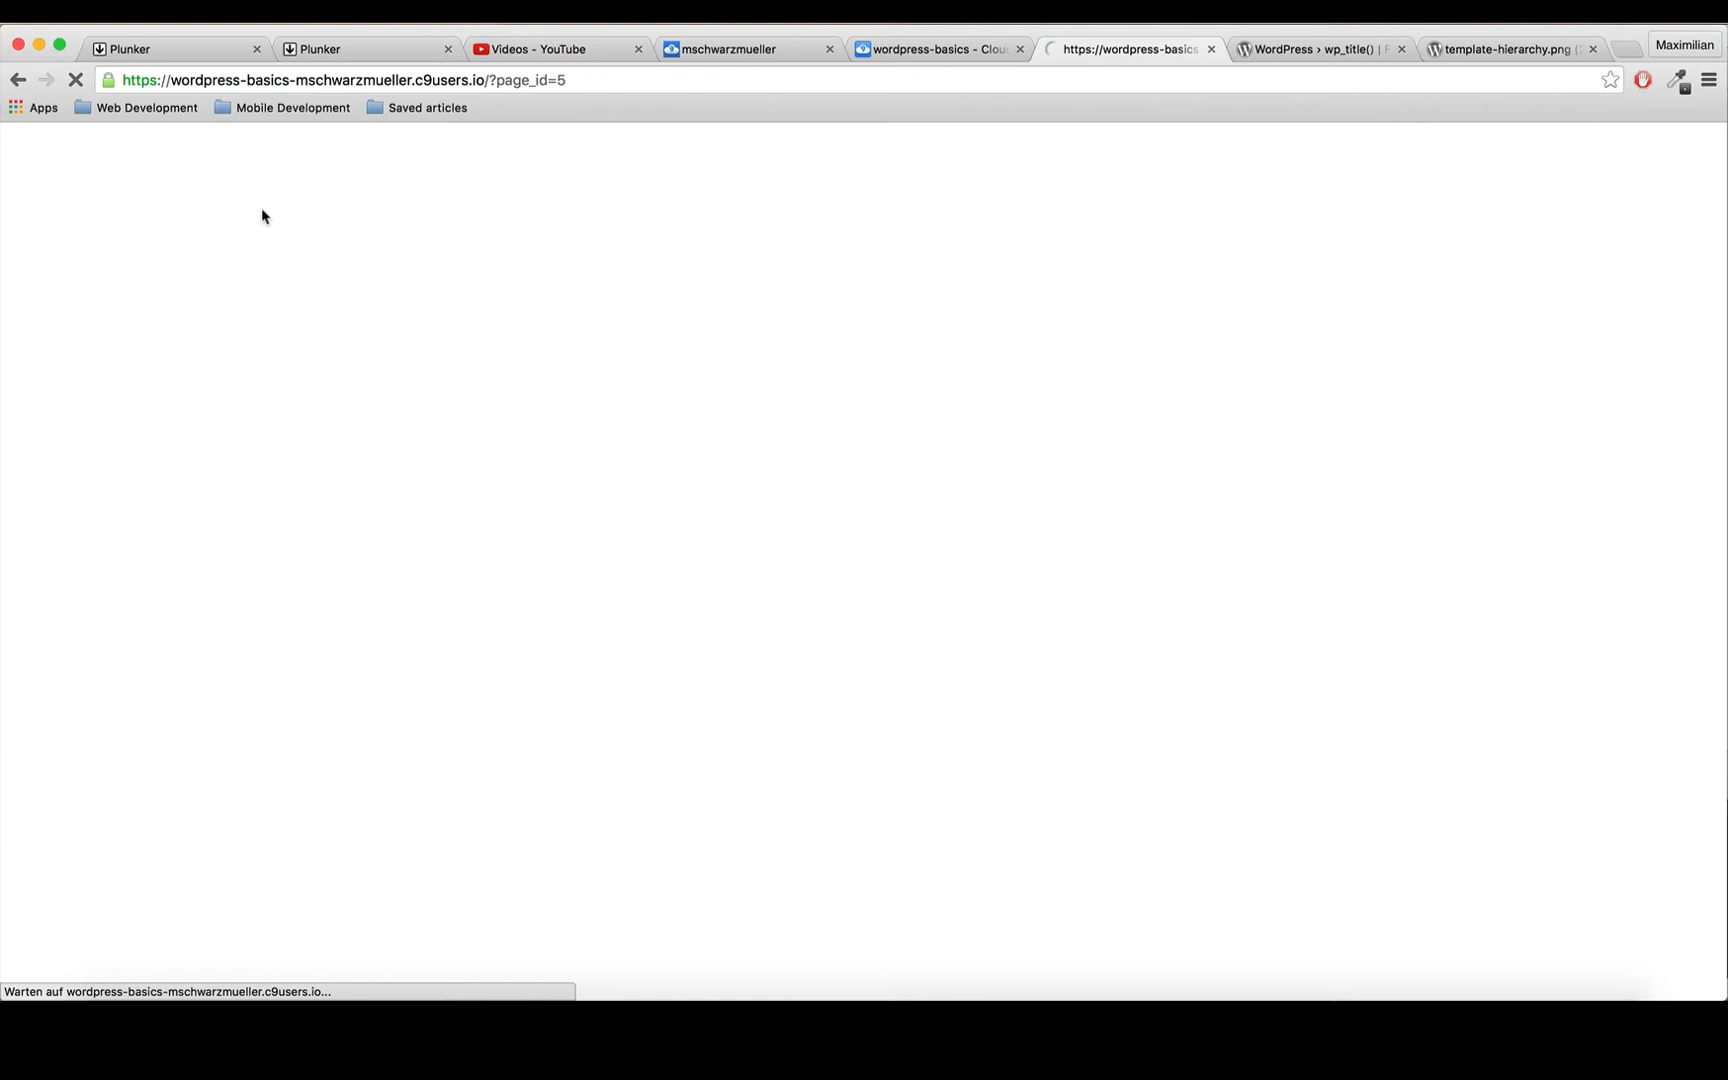 Plunker
Plunker
Videos - YouTube
mschwarzmueller
wordpress-basics - Clou
https://wordpress-basics
WordPress › wp_title() |
template-hierarchy.png
Maximilian
https://wordpress-basics-mschwarzmueller.c9users.io/?page_id=5
Apps
Web Development
Mobile Development
Saved articles
Warten auf wordpress-basics-mschwarzmueller.c9users.io...